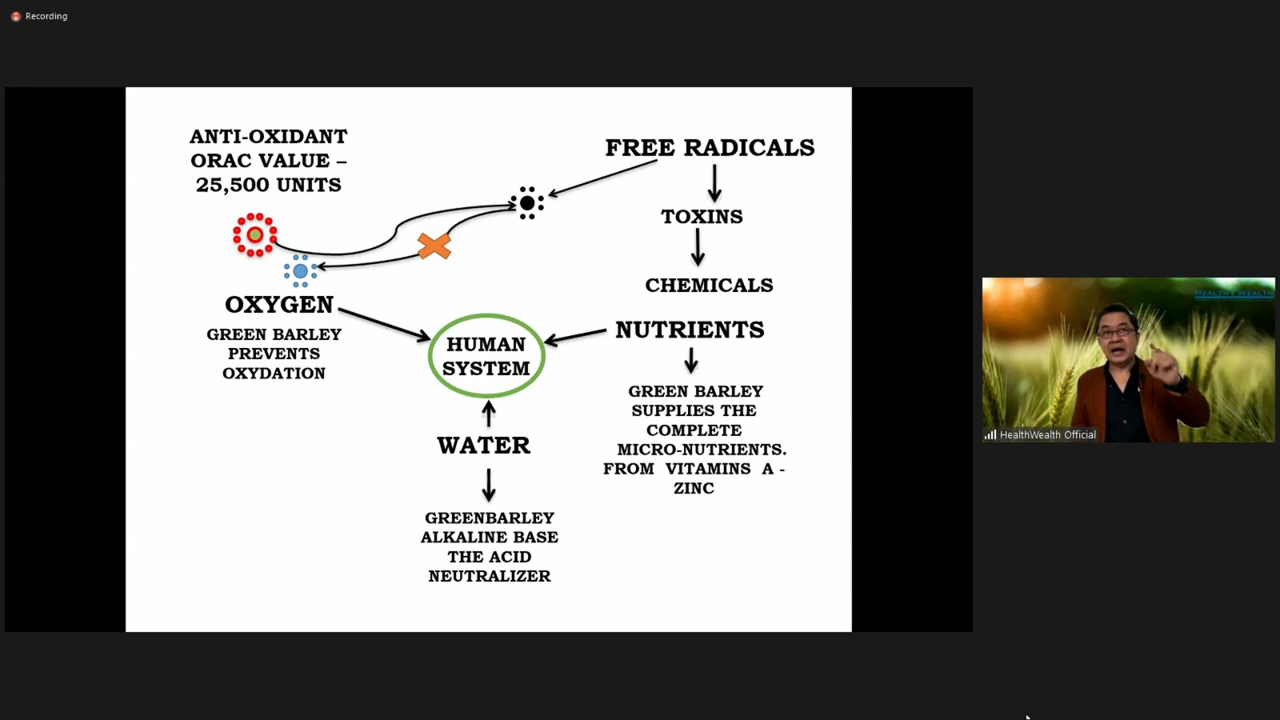 Recording
ANTI-OXIDANT
ORAC VALUE –
25,500 UNITS
FREE RADICALS
TOXINS
CHEMICALS
OXYGEN
GREEN BARLEY
PREVENTS
OXYDATION
HUMAN
SYSTEM
NUTRIENTS
GREEN BARLEY
SUPPLIES THE
COMPLETE
MICRO-NUTRIENTS.
FROM VITAMINS A -
ZINC
WATER
GREENBARLEY
ALKALINE BASE
THE ACID
NEUTRALIZER
HEALTHY WEALTH
HealthWealth Official